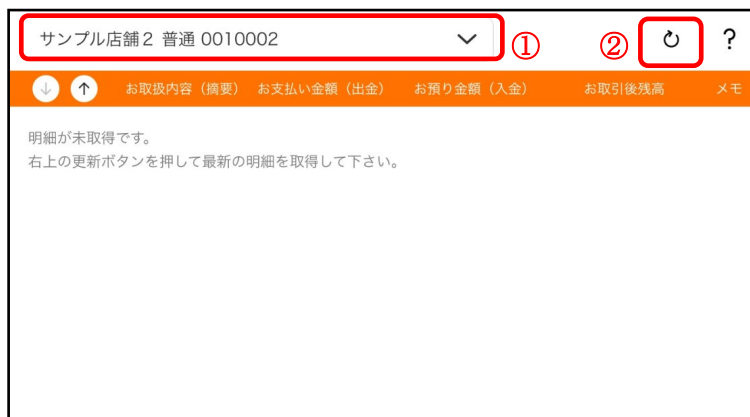 サンプル店舗２ 普通 0010002
① ② ?
お取扱内容（摘要） お支払い金額（出金） お預り金額（入金） お取引後残高 メモ
明細が未取得です。
右上の更新ボタンを押して最新の明細を取得して下さい。